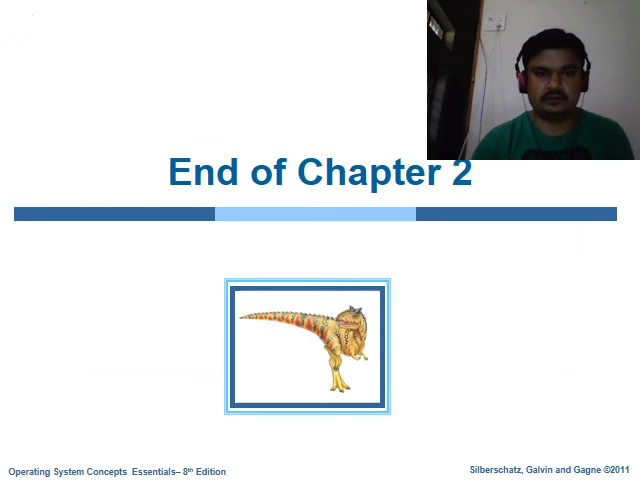 End of Chapter 2
Operating System Concepts Essentials– 8th Edition
Silberschatz, Galvin and Gagne ©2011